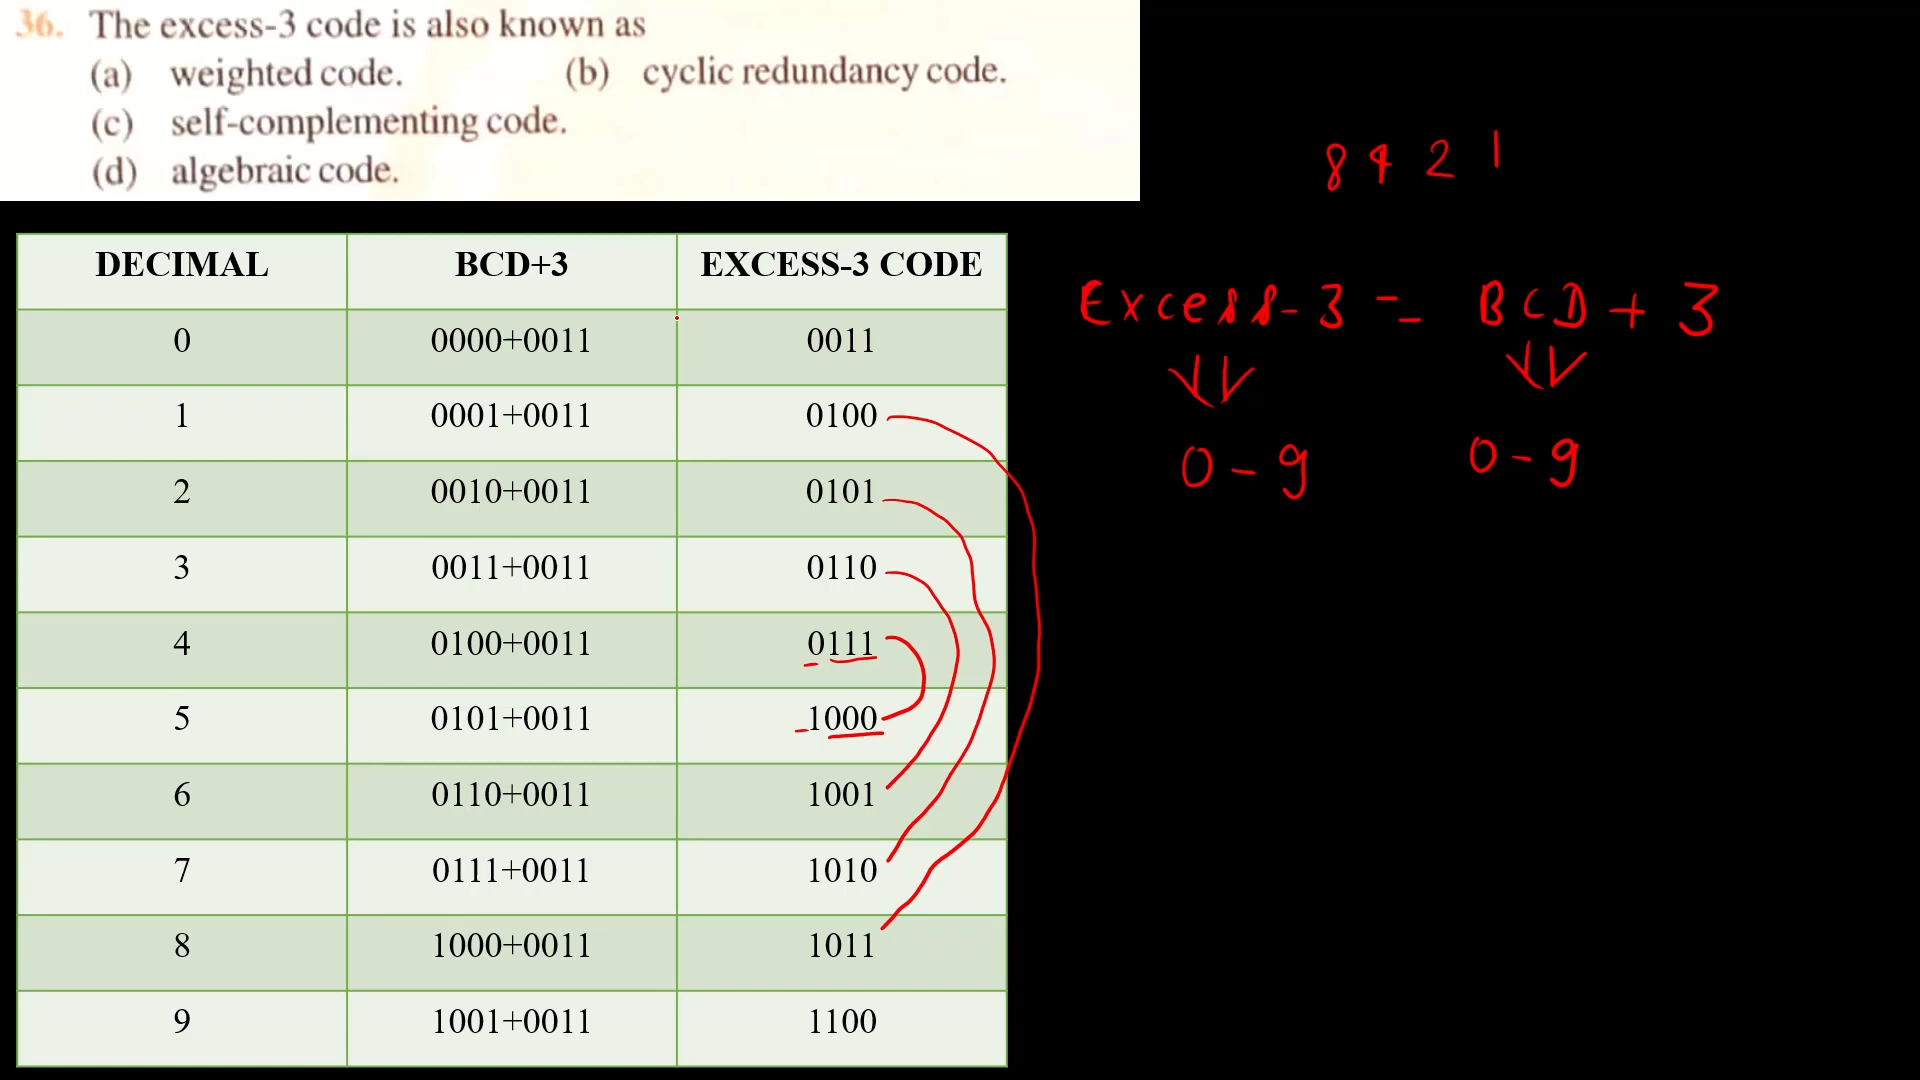 36. The excess-3 code is also known as
(a) weighted code. (b) cyclic redundancy code.
(c) self-complementing code.
(d) algebraic code.
8 4 2 1
DECIMAL BCD+3 EXCESS-3 CODE
0 0000+0011 0011
1 0001+0011 0100
2 0010+0011 0101
3 0011+0011 0110
4 0100+0011 0111
5 0101+0011 1000
6 0110+0011 1001
7 0111+0011 1010
8 1000+0011 1011
9 1001+0011 1100
Excess-3 = BCD + 3
0-9 0-9